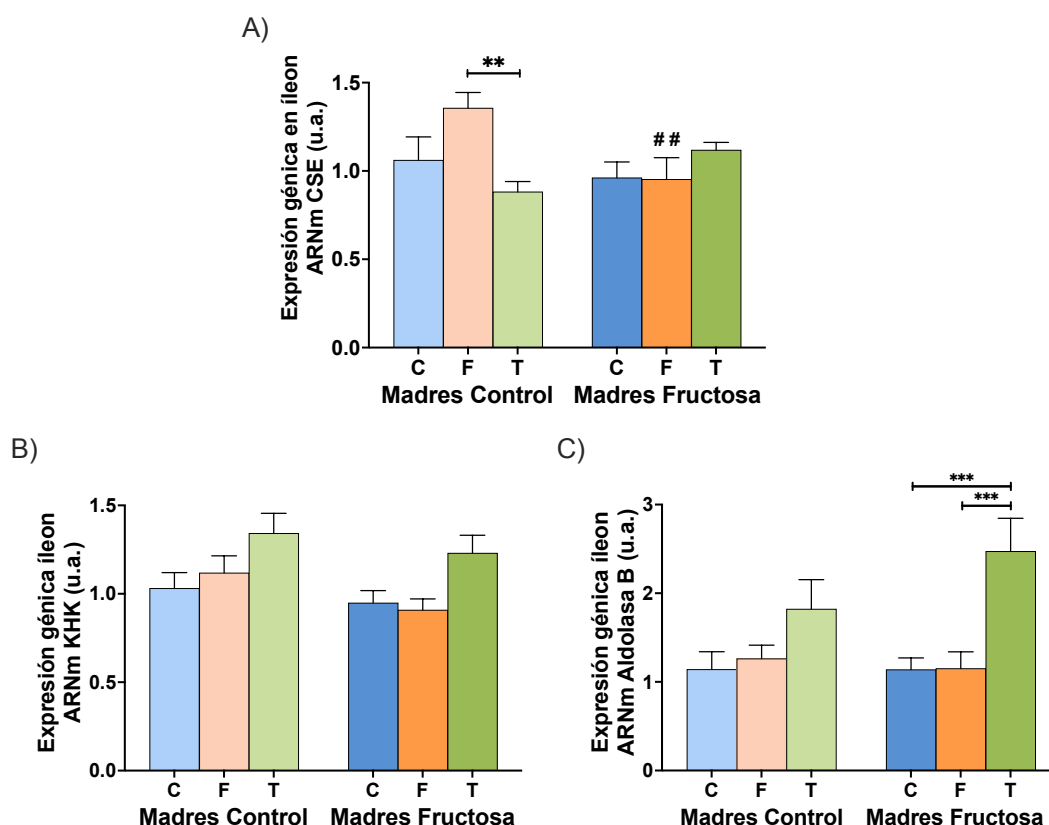 A)
Expresión génica en íleon
ARNm CSE (u.a.)
1.5
1.0
0.5
0.0
**
##
C F T C F T
Madres Control Madres Fructosa
B)
Expresión génica íleon
ARNm KHK (u.a.)
1.5
1.0
0.5
0.0
C F T C F T
Madres Control Madres Fructosa
C)
Expresión génica íleon
ARNm Aldolasa B (u.a.)
3
2
1
0
***
***
C F T C F T
Madres Control Madres Fructosa